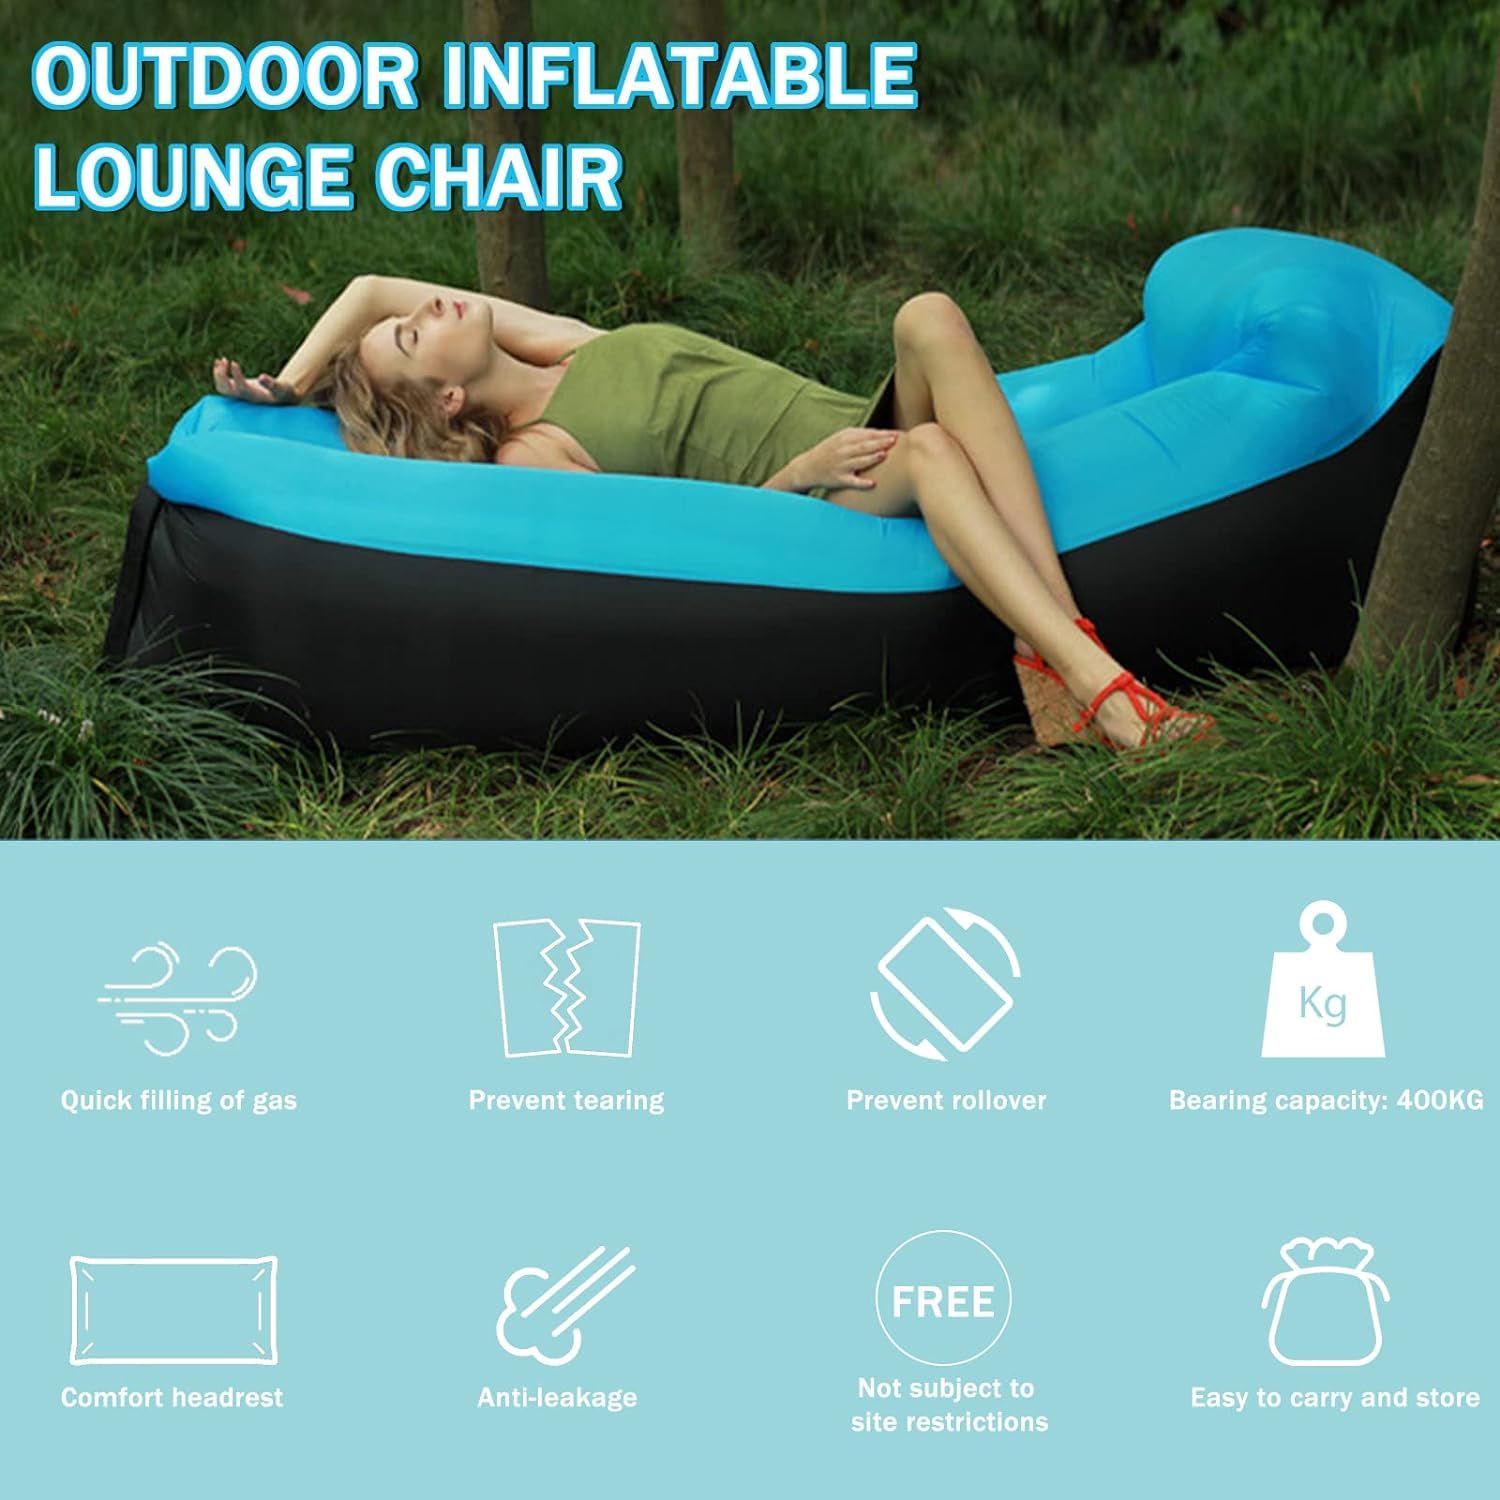 OUTDOOR INFLATABLE
LOUNGE CHAIR
Kg
Quick filling of gas
Prevent tearing
Prevent rollover
Bearing capacity: 400KG
FREE
Comfort headrest
Anti-leakage
Not subject to
site restrictions
Easy to carry and store